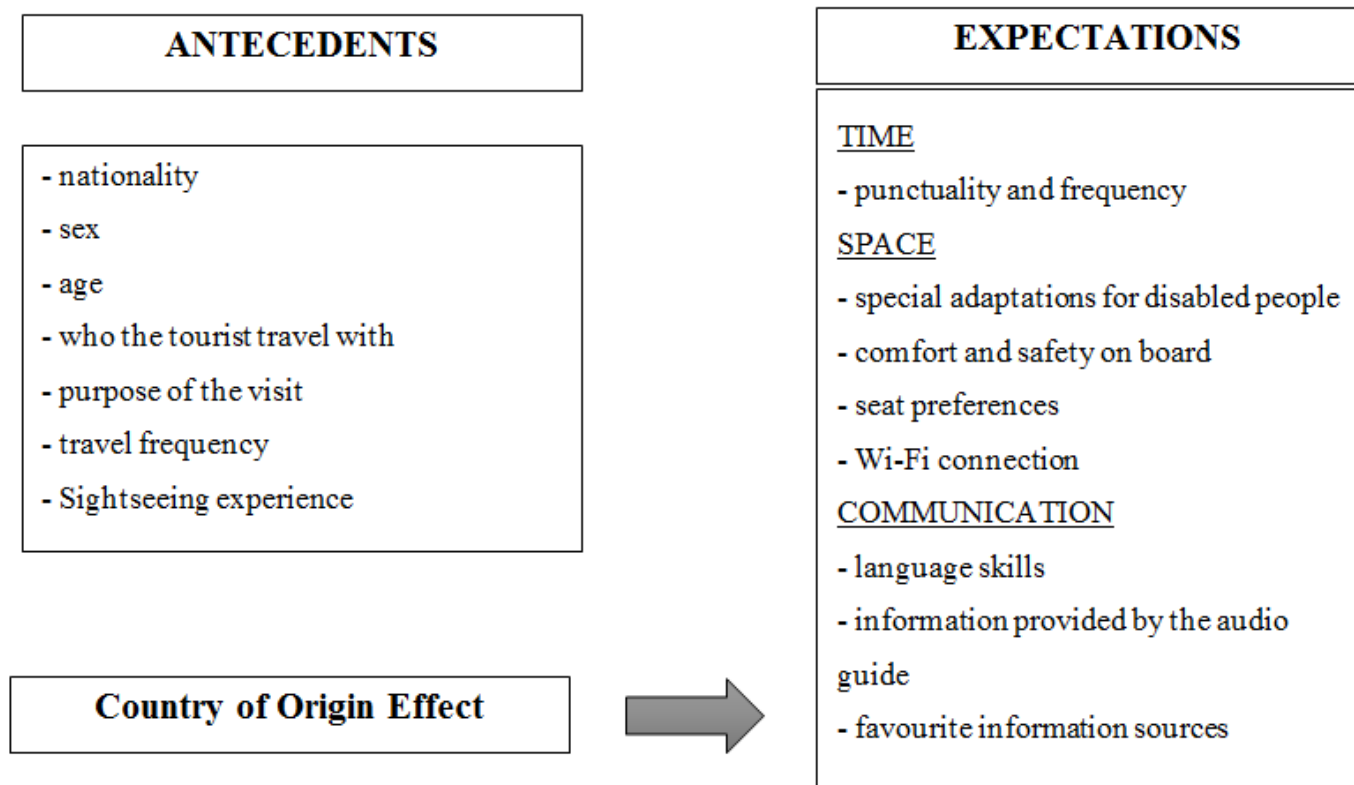 ANTECEDENTS
- nationality
- sex
- age
- who the tourist travel with
- purpose of the visit
- travel frequency
- Sightseeing experience
Country of Origin Effect
EXPECTATIONS
TIME
- punctuality and frequency
SPACE
- special adaptations for disabled people
- comfort and safety on board
- seat preferences
- Wi-Fi connection
COMMUNICATION
- language skills
- information provided by the audio
guide
- favourite information sources